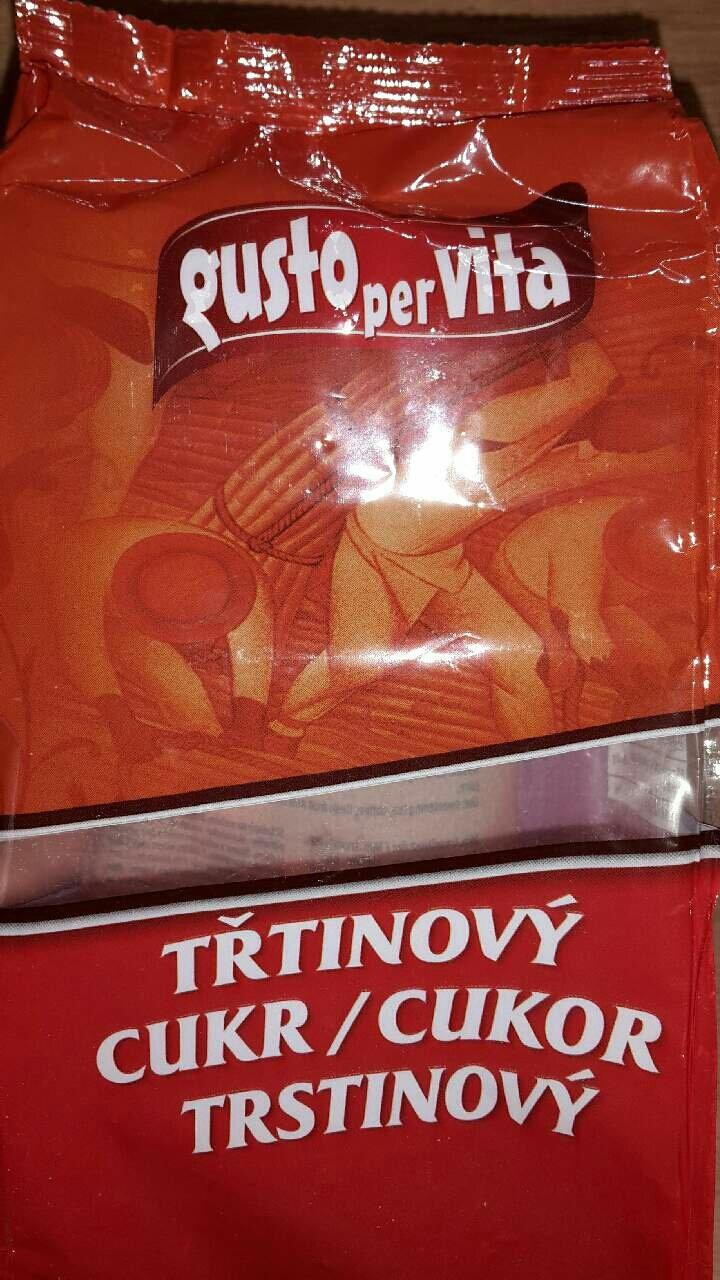 gusto per vita
TŘTINOVÝ
CUKR / CUKOR
TRSTINOVÝ